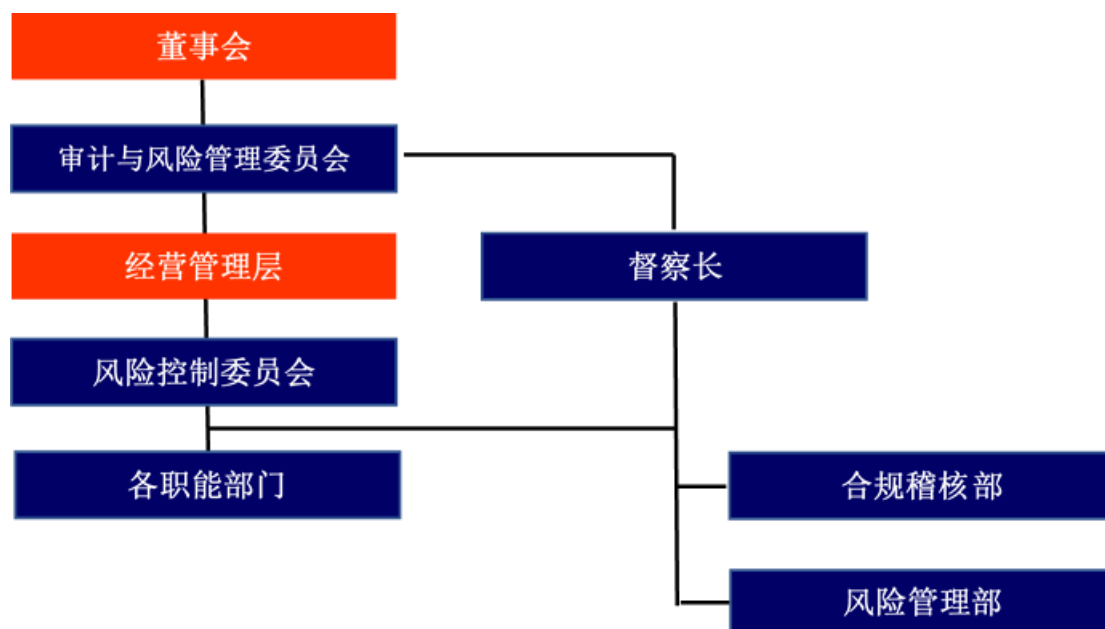 董事会
审计与风险管理委员会
经营管理层
督察长
风险控制委员会
各职能部门
合规稽核部
风险管理部